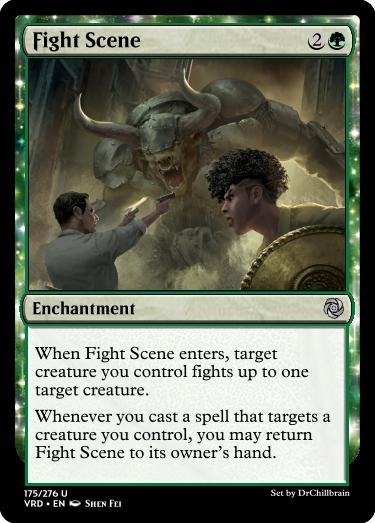 Fight Scene 2
Enchantment
When Fight Scene enters, target
creature you control fights up to one
target creature.
Whenever you cast a spell that targets a
creature you control, you may return
Fight Scene to its owner's hand.
175/276 U
VRD • EN Shen Fei
Set by DrChillbrain